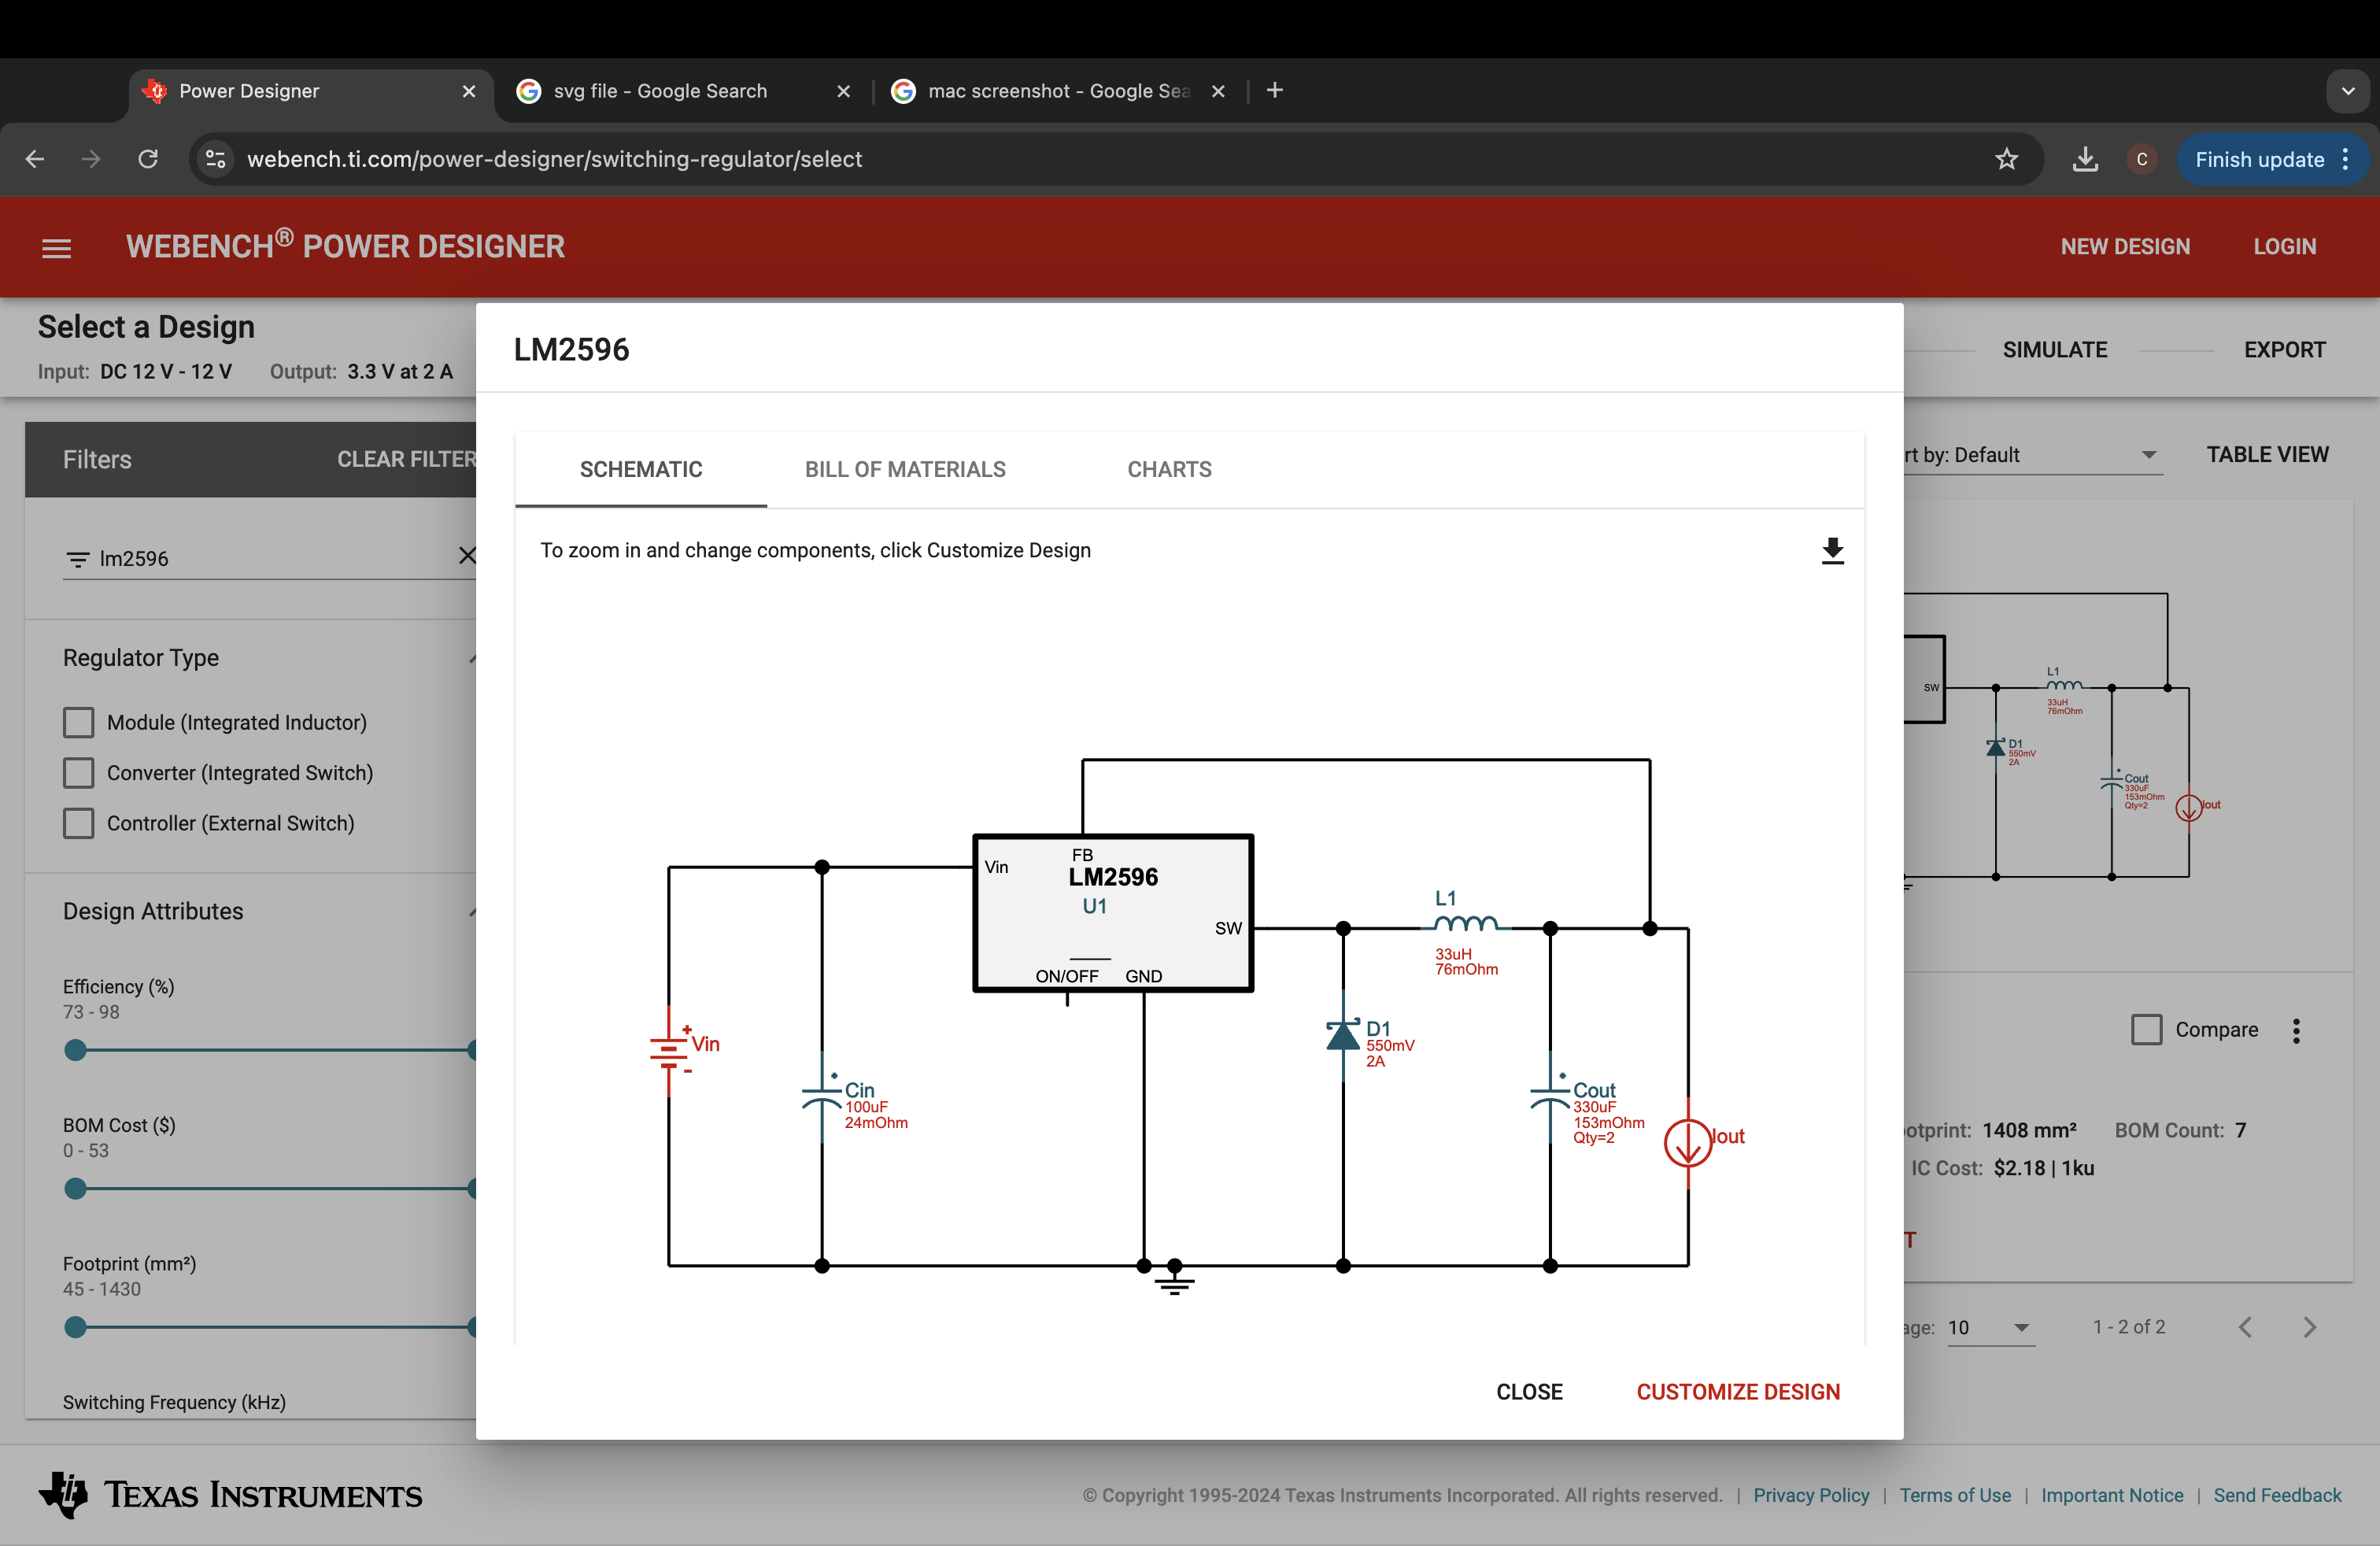 Power Designer
svg file - Google Search
mac screenshot - Google Sea
webench.ti.com/power-designer/switching-regulator/select
C
Finish update
WEBENCH® POWER DESIGNER
NEW DESIGN
LOGIN
Select a Design
Input: DC 12 V - 12 V
Output: 3.3 V at 2 A
SIMULATE
EXPORT
Filters
CLEAR FILTER
rt by: Default
TABLE VIEW
lm2596
Regulator Type
Module (Integrated Inductor)
Converter (Integrated Switch)
Controller (External Switch)
Design Attributes
Efficiency (%)
73 - 98
BOM Cost ($)
0 - 53
Footprint (mm²)
45 - 1430
Switching Frequency (kHz)
LM2596
SCHEMATIC
BILL OF MATERIALS
CHARTS
To zoom in and change components, click Customize Design
Vin
FB
LM2596
U1
SW
ON/OFF
GND
L1
33uH
76mOhm
+
Vin
-
Cin
100uF
24mOhm
D1
550mV
2A
Cout
330uF
153mOhm
Qty=2
Iout
CLOSE
CUSTOMIZE DESIGN
SW
L1
33uH
76mOhm
D1
550mV
2A
Cout
330uF
153mOhm
Qty=2
Iout
Compare
otprint: 1408 mm²
BOM Count: 7
IC Cost: $2.18 | 1ku
T
age: 10
1 - 2 of 2
TEXAS INSTRUMENTS
© Copyright 1995-2024 Texas Instruments Incorporated. All rights reserved. | Privacy Policy | Terms of Use | Important Notice | Send Feedback